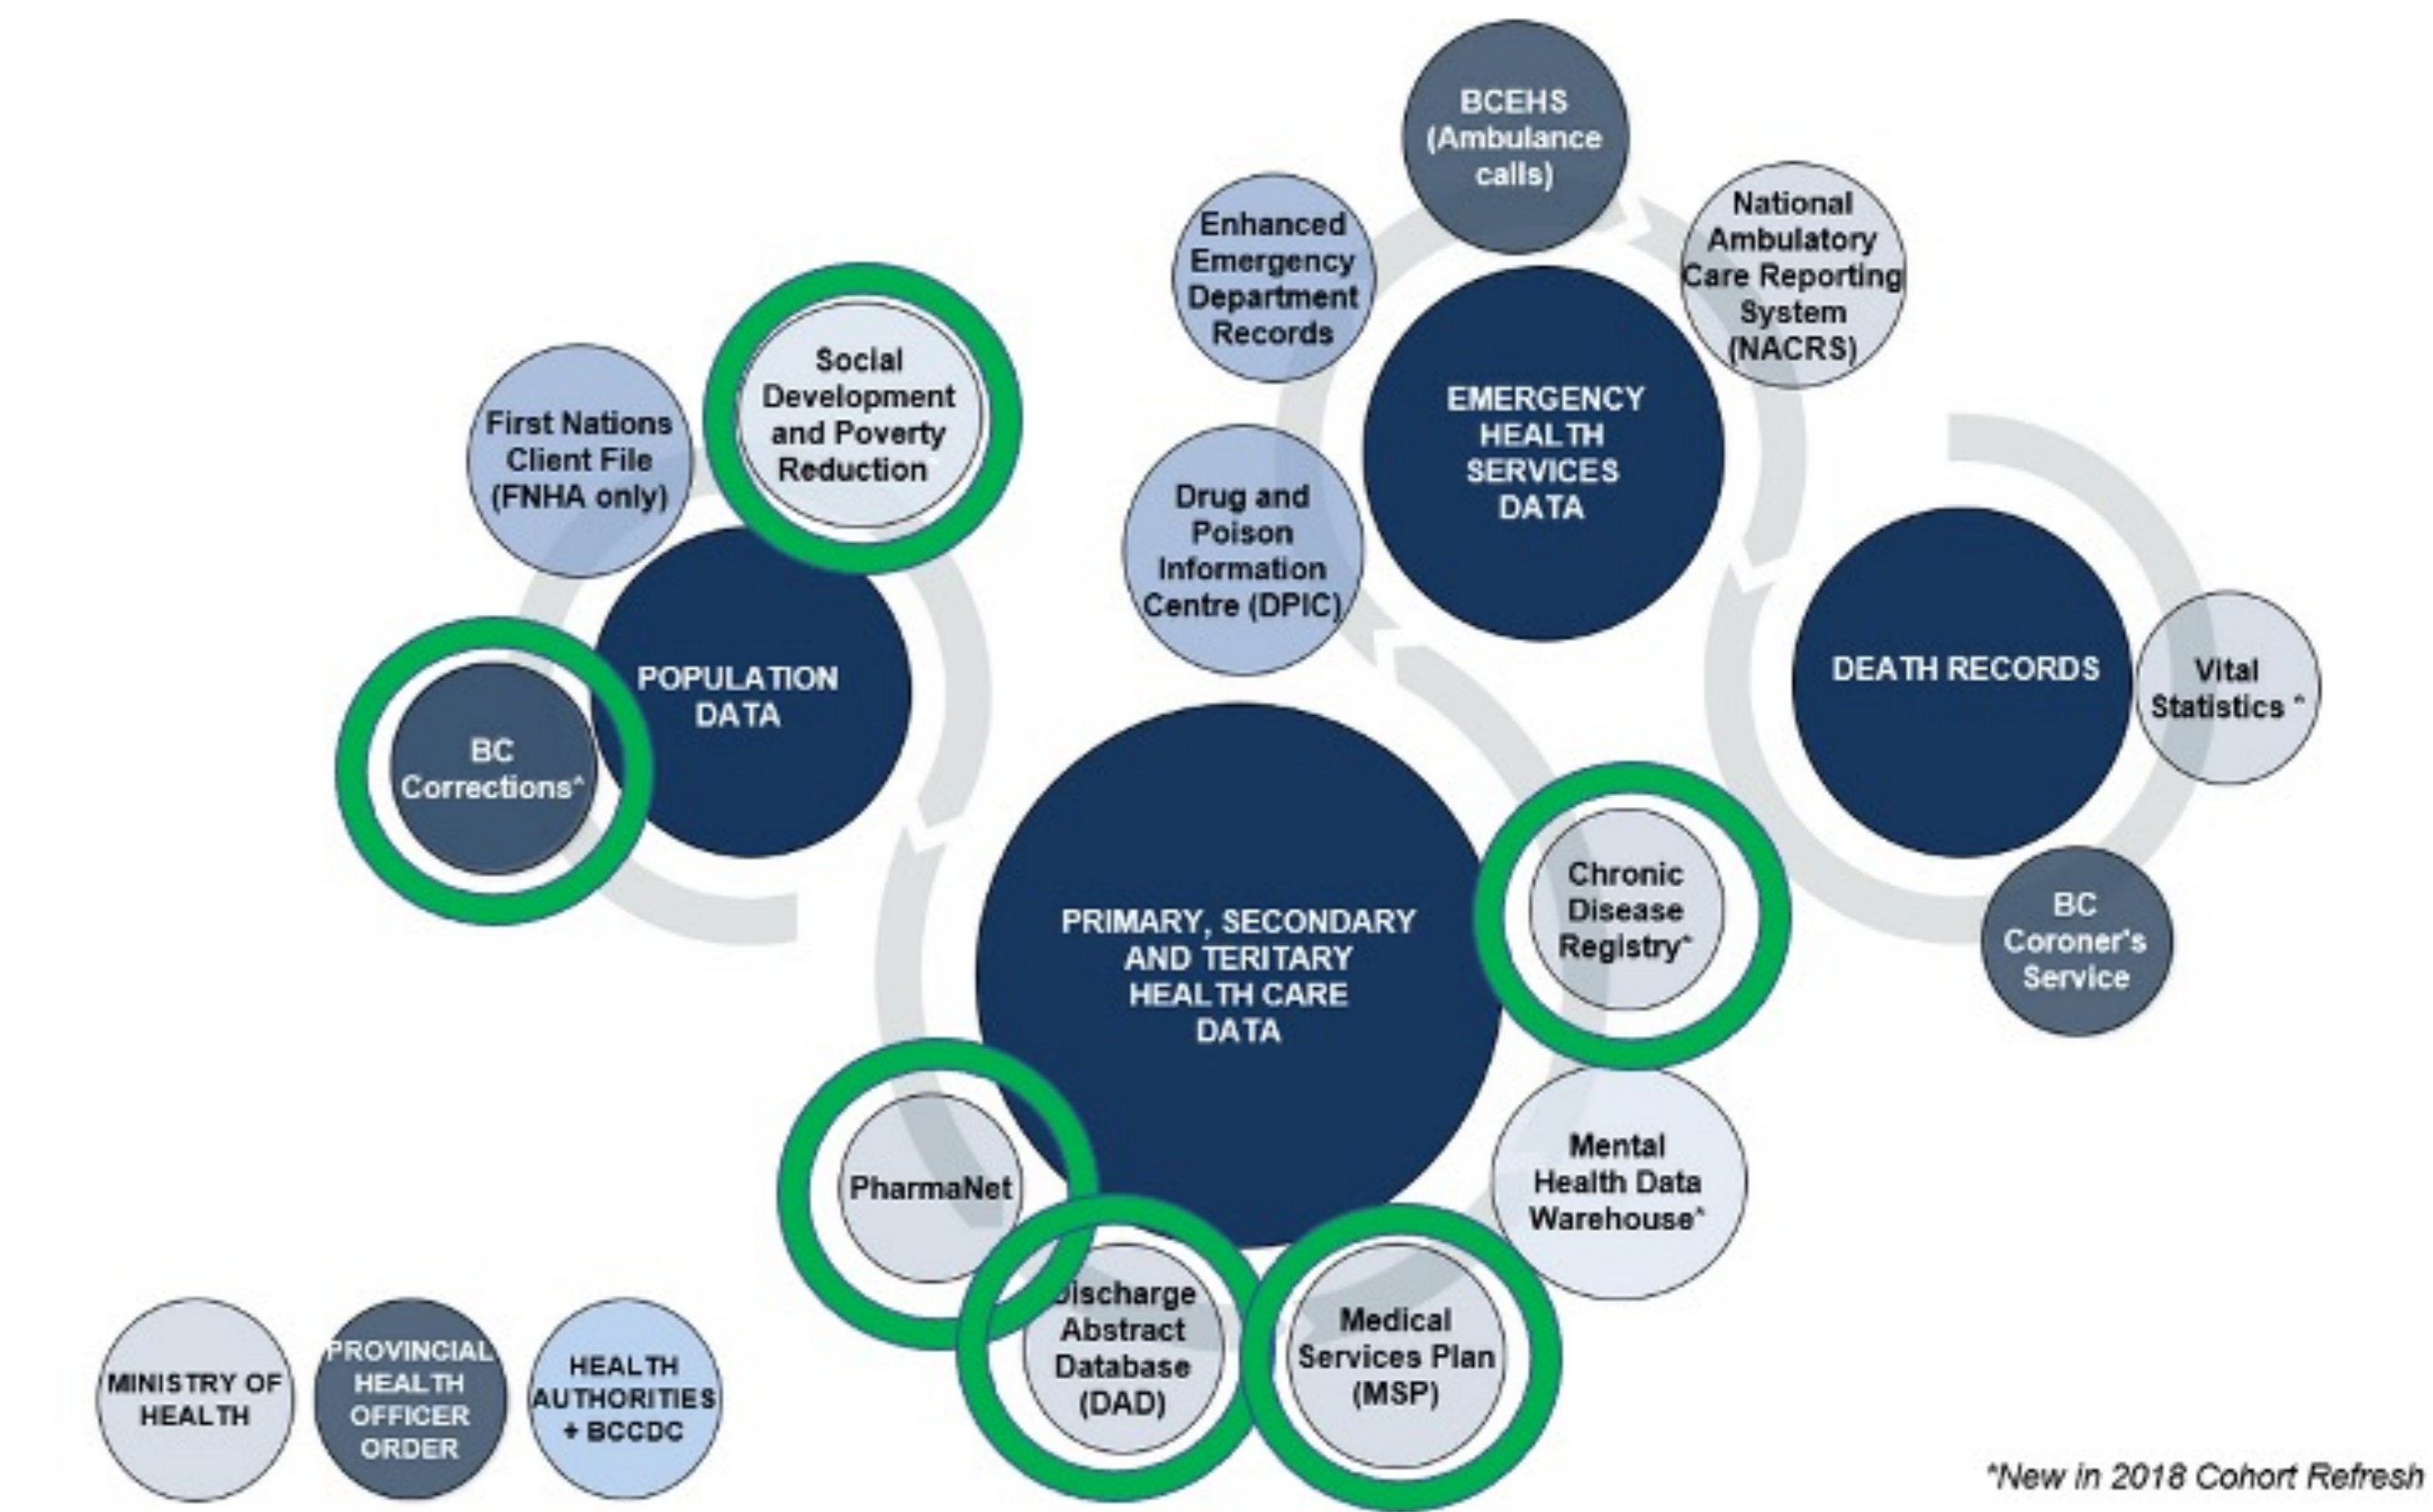 BCEHS
(Ambulance
calls)
Enhanced
Emergency
Department
Records
National
Ambulatory
Care Reporting
System
(NACRS)
EMERGENCY
HEALTH
SERVICES
DATA
Drug and
Poison
Information
Centre (DPIC)
Social
Development
and Poverty
Reduction
First Nations
Client File
(FNHA only)
POPULATION
DATA
BC
Corrections^
DEATH RECORDS
Vital
Statistics ^
BC
Coroner's
Service
PRIMARY, SECONDARY
AND TERITARY
HEALTH CARE
DATA
Chronic
Disease
Registry^
Mental
Health Data
Warehouse^
PharmaNet
Discharge
Abstract
Database
(DAD)
Medical
Services Plan
(MSP)
MINISTRY OF
HEALTH
PROVINCIAL
HEALTH
OFFICER
ORDER
HEALTH
AUTHORITIES
+ BCCDC
^New in 2018 Cohort Refresh